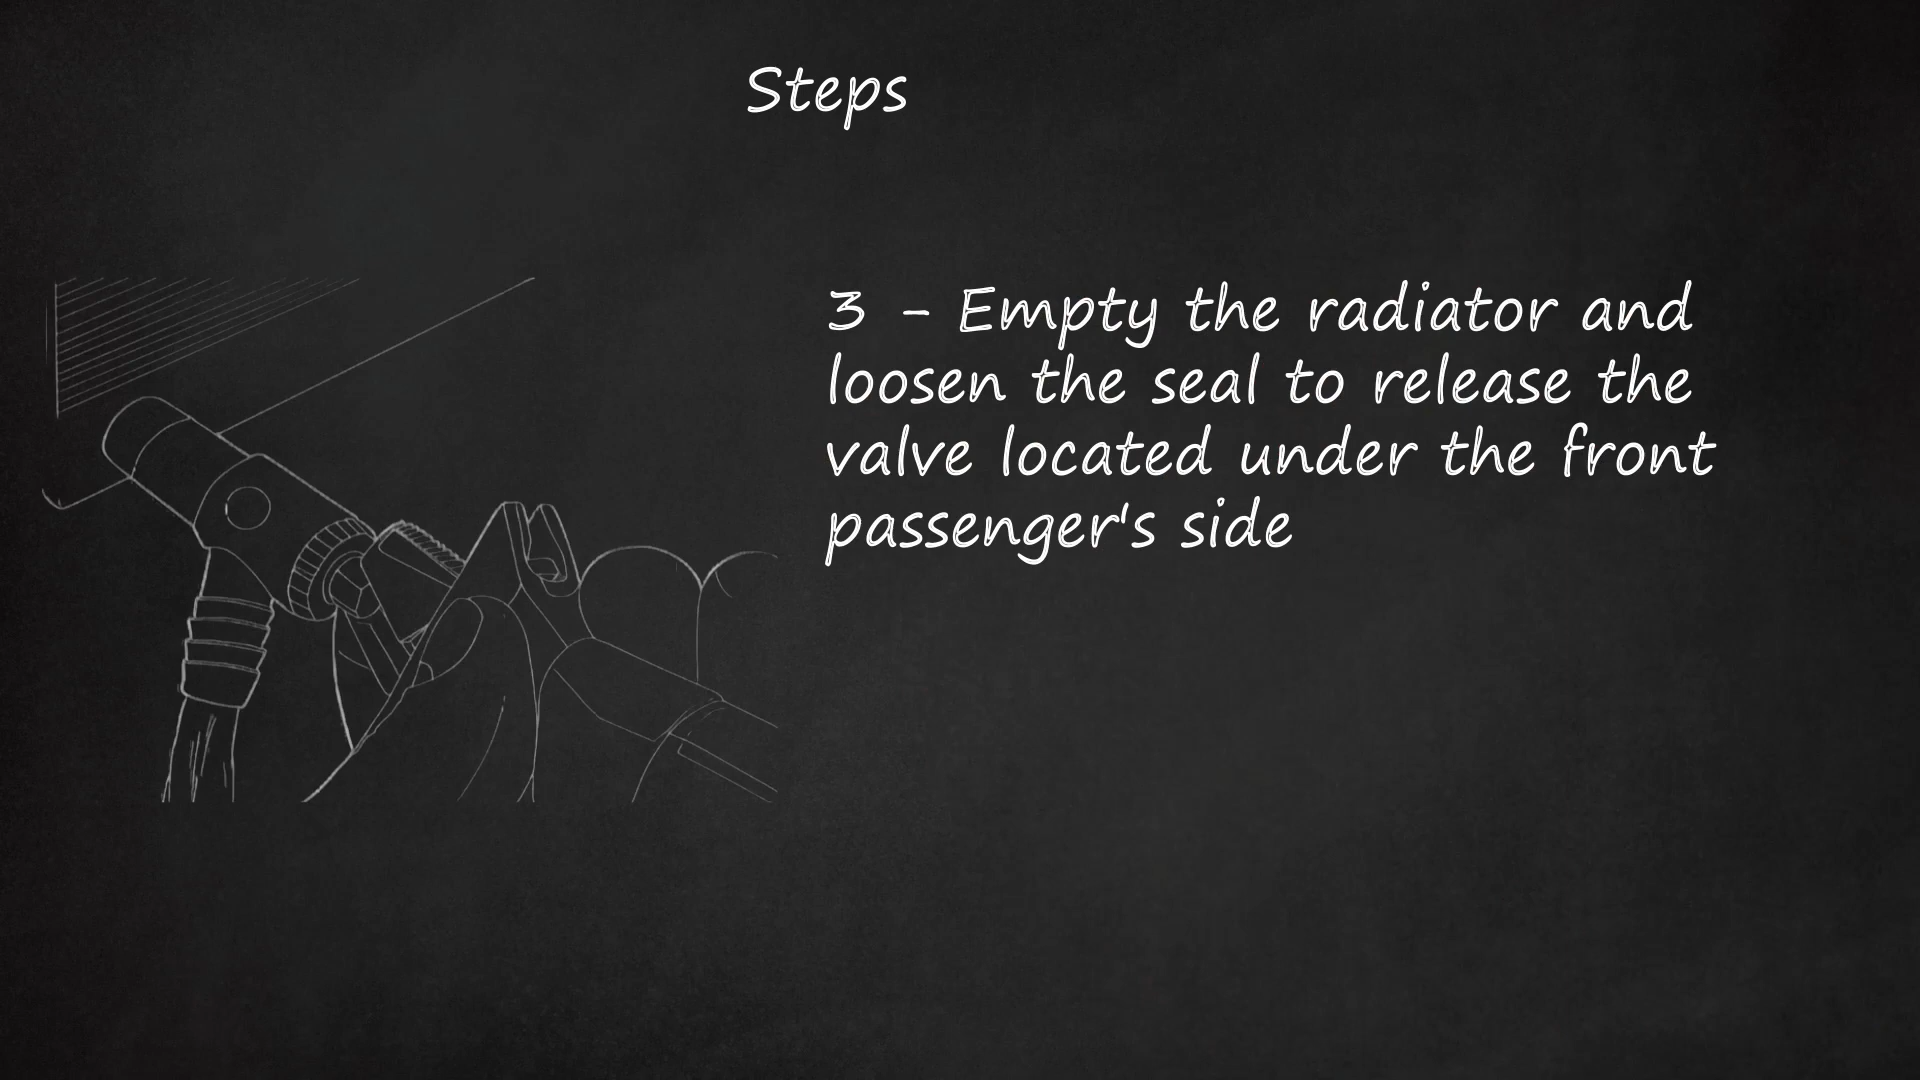 Steps
3 - Empty the radiator and
loosen the seal to release the
valve located under the front
passenger's side